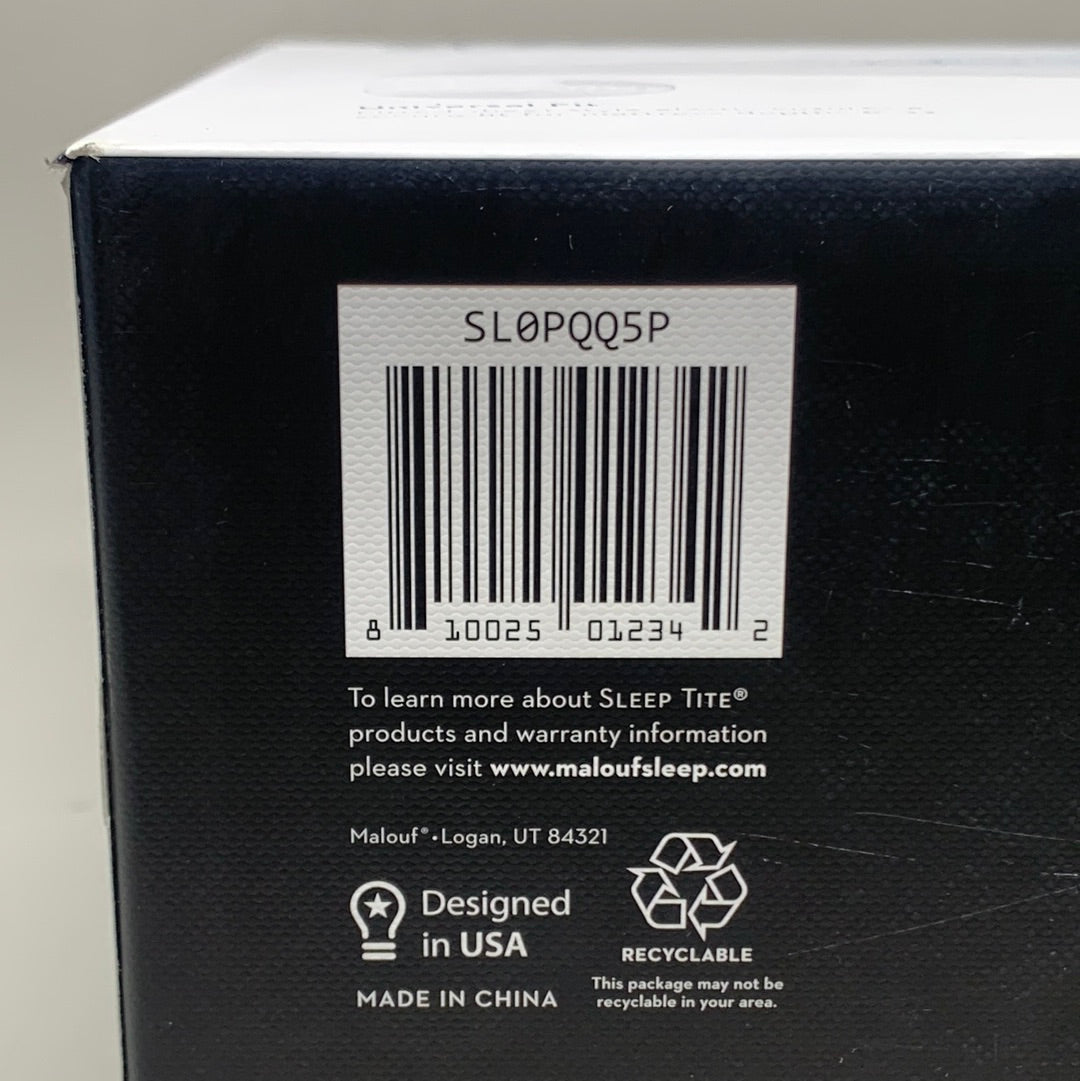 Universal Fit
SL0PQQ5P
8 10025 01234 2
To learn more about SLEEP TITE®
products and warranty information
please visit www.maloufsleep.com
Malouf®•Logan, UT 84321
Designed
in USA
RECYCLABLE
MADE IN CHINA
This package may not be
recyclable in your area.